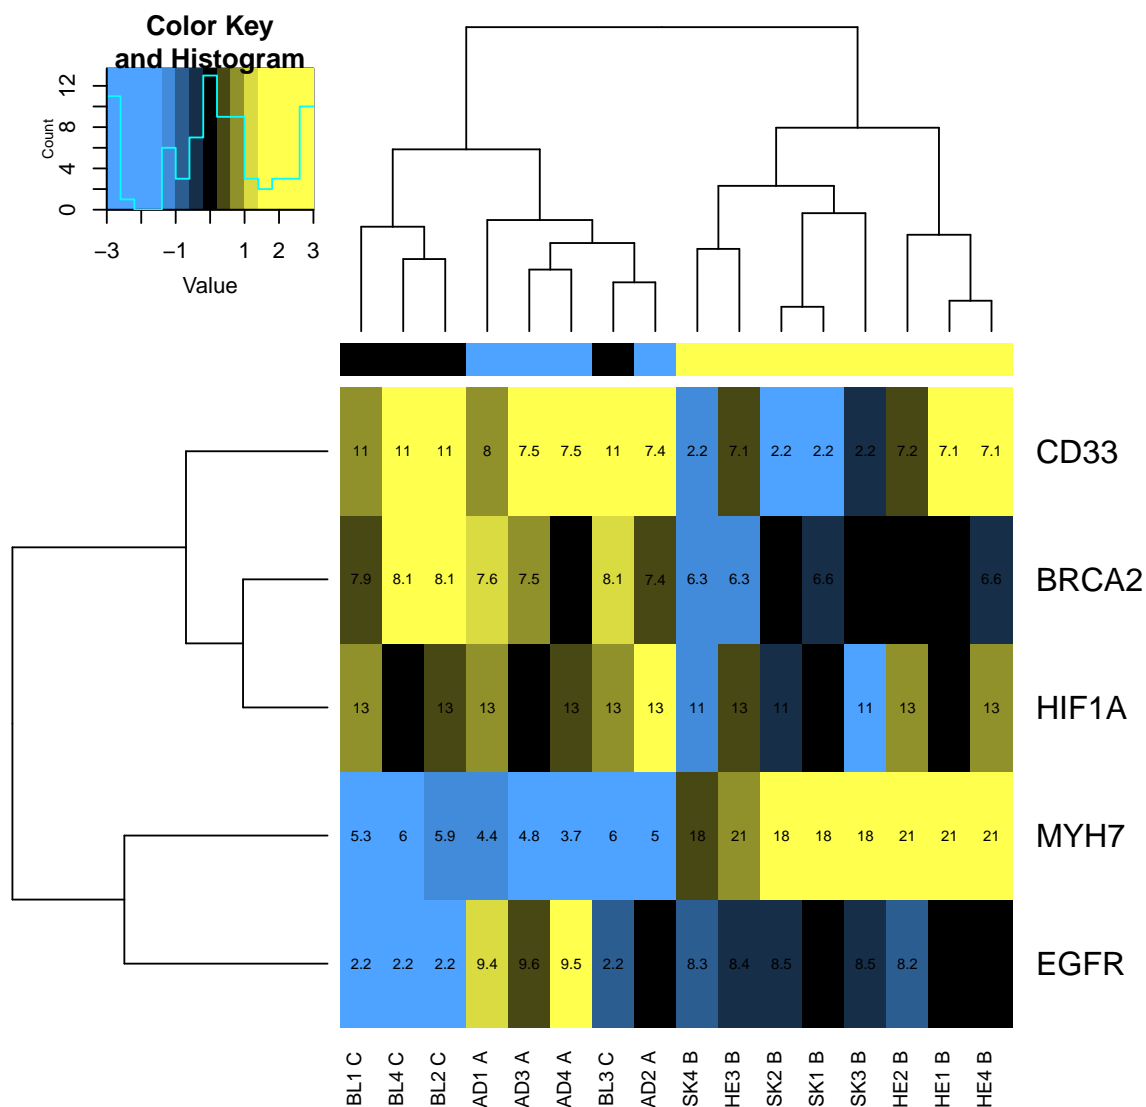 Color Key
and Histogram
Count
0 4 8 12
−3 −1 1 2 3
Value
11 11 11 8 7.5 7.5 11 7.4 2.2 7.1 2.2 2.2 2.2 7.2 7.1 7.1 CD33
7.9 8.1 8.1 7.6 7.5 8.1 7.4 6.3 6.3 6.6 6.6 BRCA2
13 13 13 13 13 13 11 13 11 11 13 13 HIF1A
5.3 6 5.9 4.4 4.8 3.7 6 5 18 21 18 18 18 21 21 21 MYH7
2.2 2.2 2.2 9.4 9.6 9.5 2.2 8.3 8.4 8.5 8.5 8.2 EGFR
BL1 C BL4 C BL2 C AD1 A AD3 A AD4 A BL3 C AD2 A SK4 B HE3 B SK2 B SK1 B SK3 B HE2 B HE1 B HE4 B